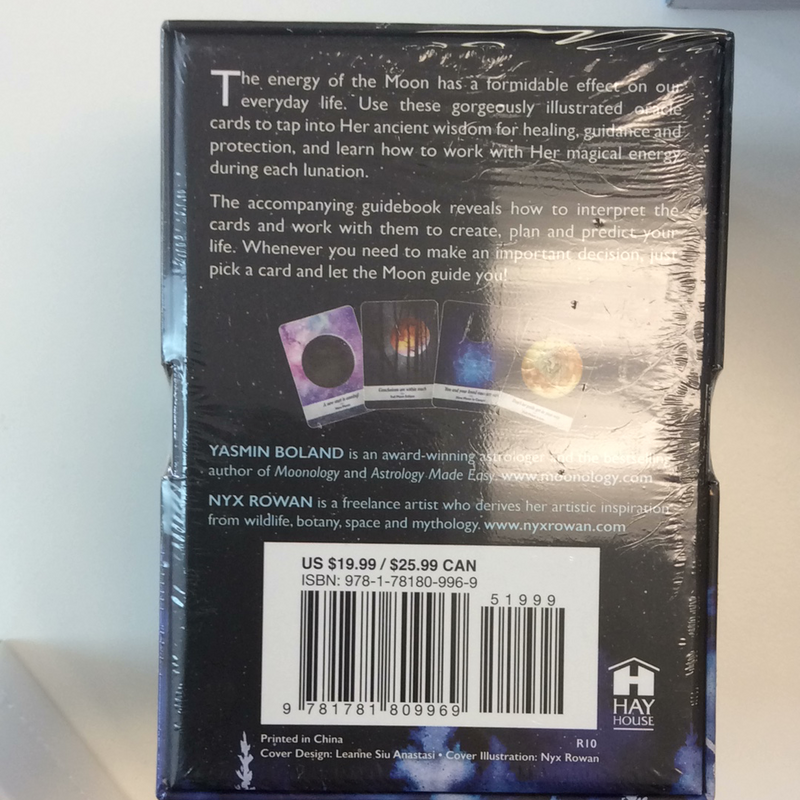 The energy of the Moon has a formidable effect on our
everyday life. Use these gorgeously illustrated oracle
cards to tap into Her ancient wisdom for healing, guidance and
protection, and learn how to work with Her magical energy
during each lunation.
The accompanying guidebook reveals how to interpret the
cards and work with them to create, plan and predict your
life. Whenever you need to make an important decision, just
pick a card and let the Moon guide you!
Conclusions are within reach
YASMIN BOLAND is an award-winning astrologer and the bestselling
author of Moonology and Astrology Made Easy. www.moonology.com
NYX ROWAN is a freelance artist who derives her artistic inspiration
from wildlife, botany, space and mythology. www.nyxrowan.com
US $19.99 / $25.99 CAN
ISBN: 978-1-78180-996-9
51999
9 781781 809969
HAY
HOUSE
Printed in China
R10
Cover Design: Leanne Siu Anastasi • Cover Illustration: Nyx Rowan